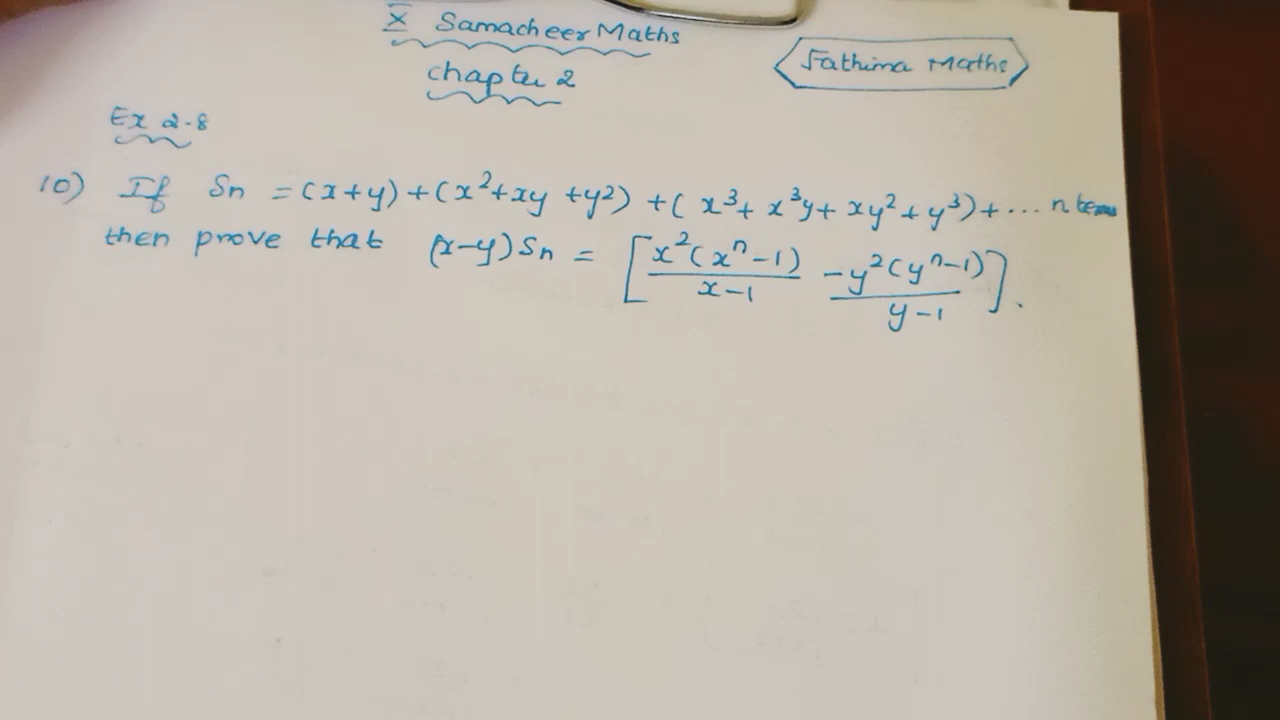 X Samacheer Maths
Fathima Maths
chapter 2
Ex 2-8
10) If Sn = (x+y) + (x²+xy +y²) + ( x³+ x³y+ xy²+y³)+ ... n terms
then prove that (x-y)Sn = [ x²(xⁿ-1)/x-1 -y²(yⁿ-1)/y-1 ].